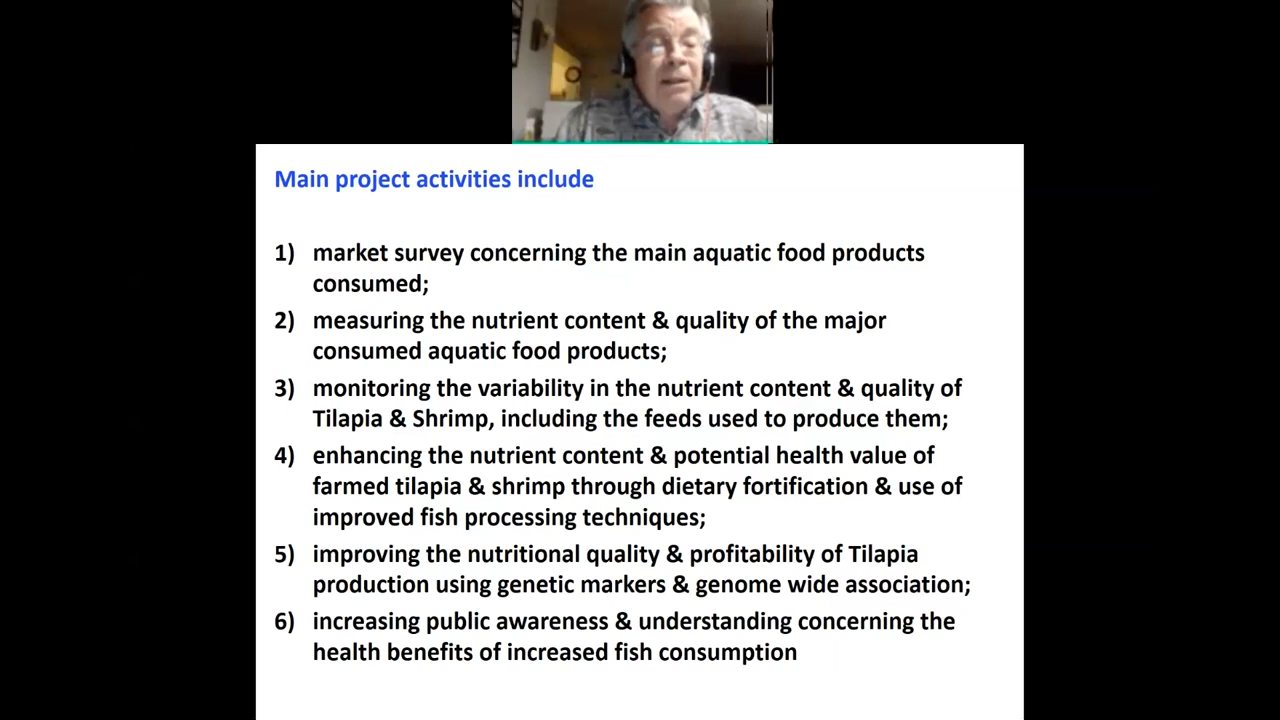 Main project activities include
1) market survey concerning the main aquatic food products
consumed;
2) measuring the nutrient content & quality of the major
consumed aquatic food products;
3) monitoring the variability in the nutrient content & quality of
Tilapia & Shrimp, including the feeds used to produce them;
4) enhancing the nutrient content & potential health value of
farmed tilapia & shrimp through dietary fortification & use of
improved fish processing techniques;
5) improving the nutritional quality & profitability of Tilapia
production using genetic markers & genome wide association;
6) increasing public awareness & understanding concerning the
health benefits of increased fish consumption